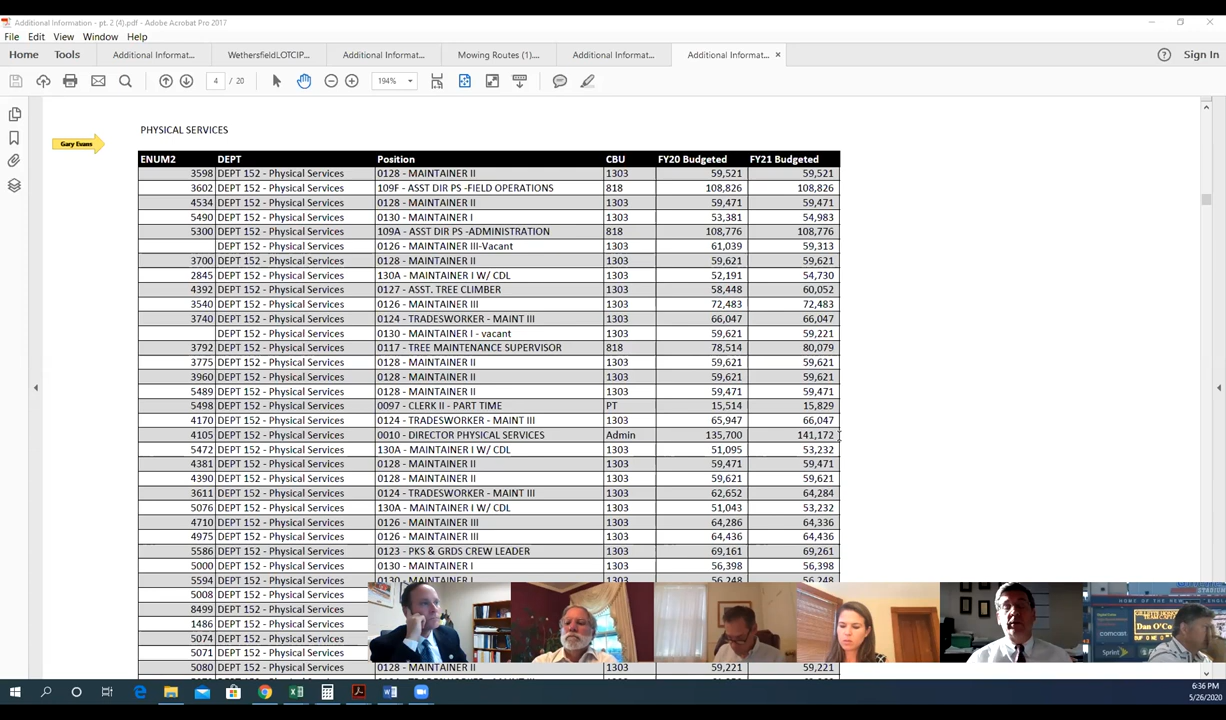 Additional Information - pt. 2 (4).pdf - Adobe Acrobat Pro 2017
File Edit View Window Help
Home Tools Additional Informat... WethersfieldLOTCIP... Additional Informat... Mowing Routes (1).... Additional Informat... Additional Informat... × Sign In
4 / 20 194%
PHYSICAL SERVICES
Gary Evans
ENUM2 DEPT Position CBU FY20 Budgeted FY21 Budgeted
3598 DEPT 152 - Physical Services 0128 - MAINTAINER II 1303 59,521 59,521
3602 DEPT 152 - Physical Services 109F - ASST DIR PS -FIELD OPERATIONS 818 108,826 108,826
4534 DEPT 152 - Physical Services 0128 - MAINTAINER II 1303 59,471 59,471
5490 DEPT 152 - Physical Services 0130 - MAINTAINER I 1303 53,381 54,983
5300 DEPT 152 - Physical Services 109A - ASST DIR PS -ADMINISTRATION 818 108,776 108,776
DEPT 152 - Physical Services 0126 - MAINTAINER III-Vacant 1303 61,039 59,313
3700 DEPT 152 - Physical Services 0128 - MAINTAINER II 1303 59,621 59,621
2845 DEPT 152 - Physical Services 130A - MAINTAINER I W/ CDL 1303 52,191 54,730
4392 DEPT 152 - Physical Services 0127 - ASST. TREE CLIMBER 1303 58,448 60,052
3540 DEPT 152 - Physical Services 0126 - MAINTAINER III 1303 72,483 72,483
3740 DEPT 152 - Physical Services 0124 - TRADESWORKER - MAINT III 1303 66,047 66,047
DEPT 152 - Physical Services 0130 - MAINTAINER I - vacant 1303 59,621 59,221
3792 DEPT 152 - Physical Services 0117 - TREE MAINTENANCE SUPERVISOR 818 78,514 80,079
3775 DEPT 152 - Physical Services 0128 - MAINTAINER II 1303 59,621 59,621
3960 DEPT 152 - Physical Services 0128 - MAINTAINER II 1303 59,621 59,621
5489 DEPT 152 - Physical Services 0128 - MAINTAINER II 1303 59,471 59,471
5498 DEPT 152 - Physical Services 0097 - CLERK II - PART TIME PT 15,514 15,829
4170 DEPT 152 - Physical Services 0124 - TRADESWORKER - MAINT III 1303 65,947 66,047
4105 DEPT 152 - Physical Services 0010 - DIRECTOR PHYSICAL SERVICES Admin 135,700 141,172
5472 DEPT 152 - Physical Services 130A - MAINTAINER I W/ CDL 1303 51,095 53,232
4381 DEPT 152 - Physical Services 0128 - MAINTAINER II 1303 59,471 59,471
4390 DEPT 152 - Physical Services 0128 - MAINTAINER II 1303 59,621 59,621
3611 DEPT 152 - Physical Services 0124 - TRADESWORKER - MAINT III 1303 62,652 64,284
5076 DEPT 152 - Physical Services 130A - MAINTAINER I W/ CDL 1303 51,043 53,232
4710 DEPT 152 - Physical Services 0126 - MAINTAINER III 1303 64,286 64,336
4975 DEPT 152 - Physical Services 0126 - MAINTAINER III 1303 64,436 64,436
5586 DEPT 152 - Physical Services 0123 - PKS & GRDS CREW LEADER 1303 69,161 69,261
5000 DEPT 152 - Physical Services 0130 - MAINTAINER I 1303 56,398 56,398
5594 DEPT 152 - Physical Services 0130 - MAINTAINER I 1303 56,248 56,248
5008 DEPT 152 - Physical Services
8499 DEPT 152 - Physical Services
1486 DEPT 152 - Physical Services
5074 DEPT 152 - Physical Services
5071 DEPT 152 - Physical Services
5080 DEPT 152 - Physical Services 0128 - MAINTAINER II 1303 59,221 59,221
STADIUM
HOME OF THE NEW ENGLA
Dan O'Co
comcast.
Sprint
6:36 PM
5/26/2020